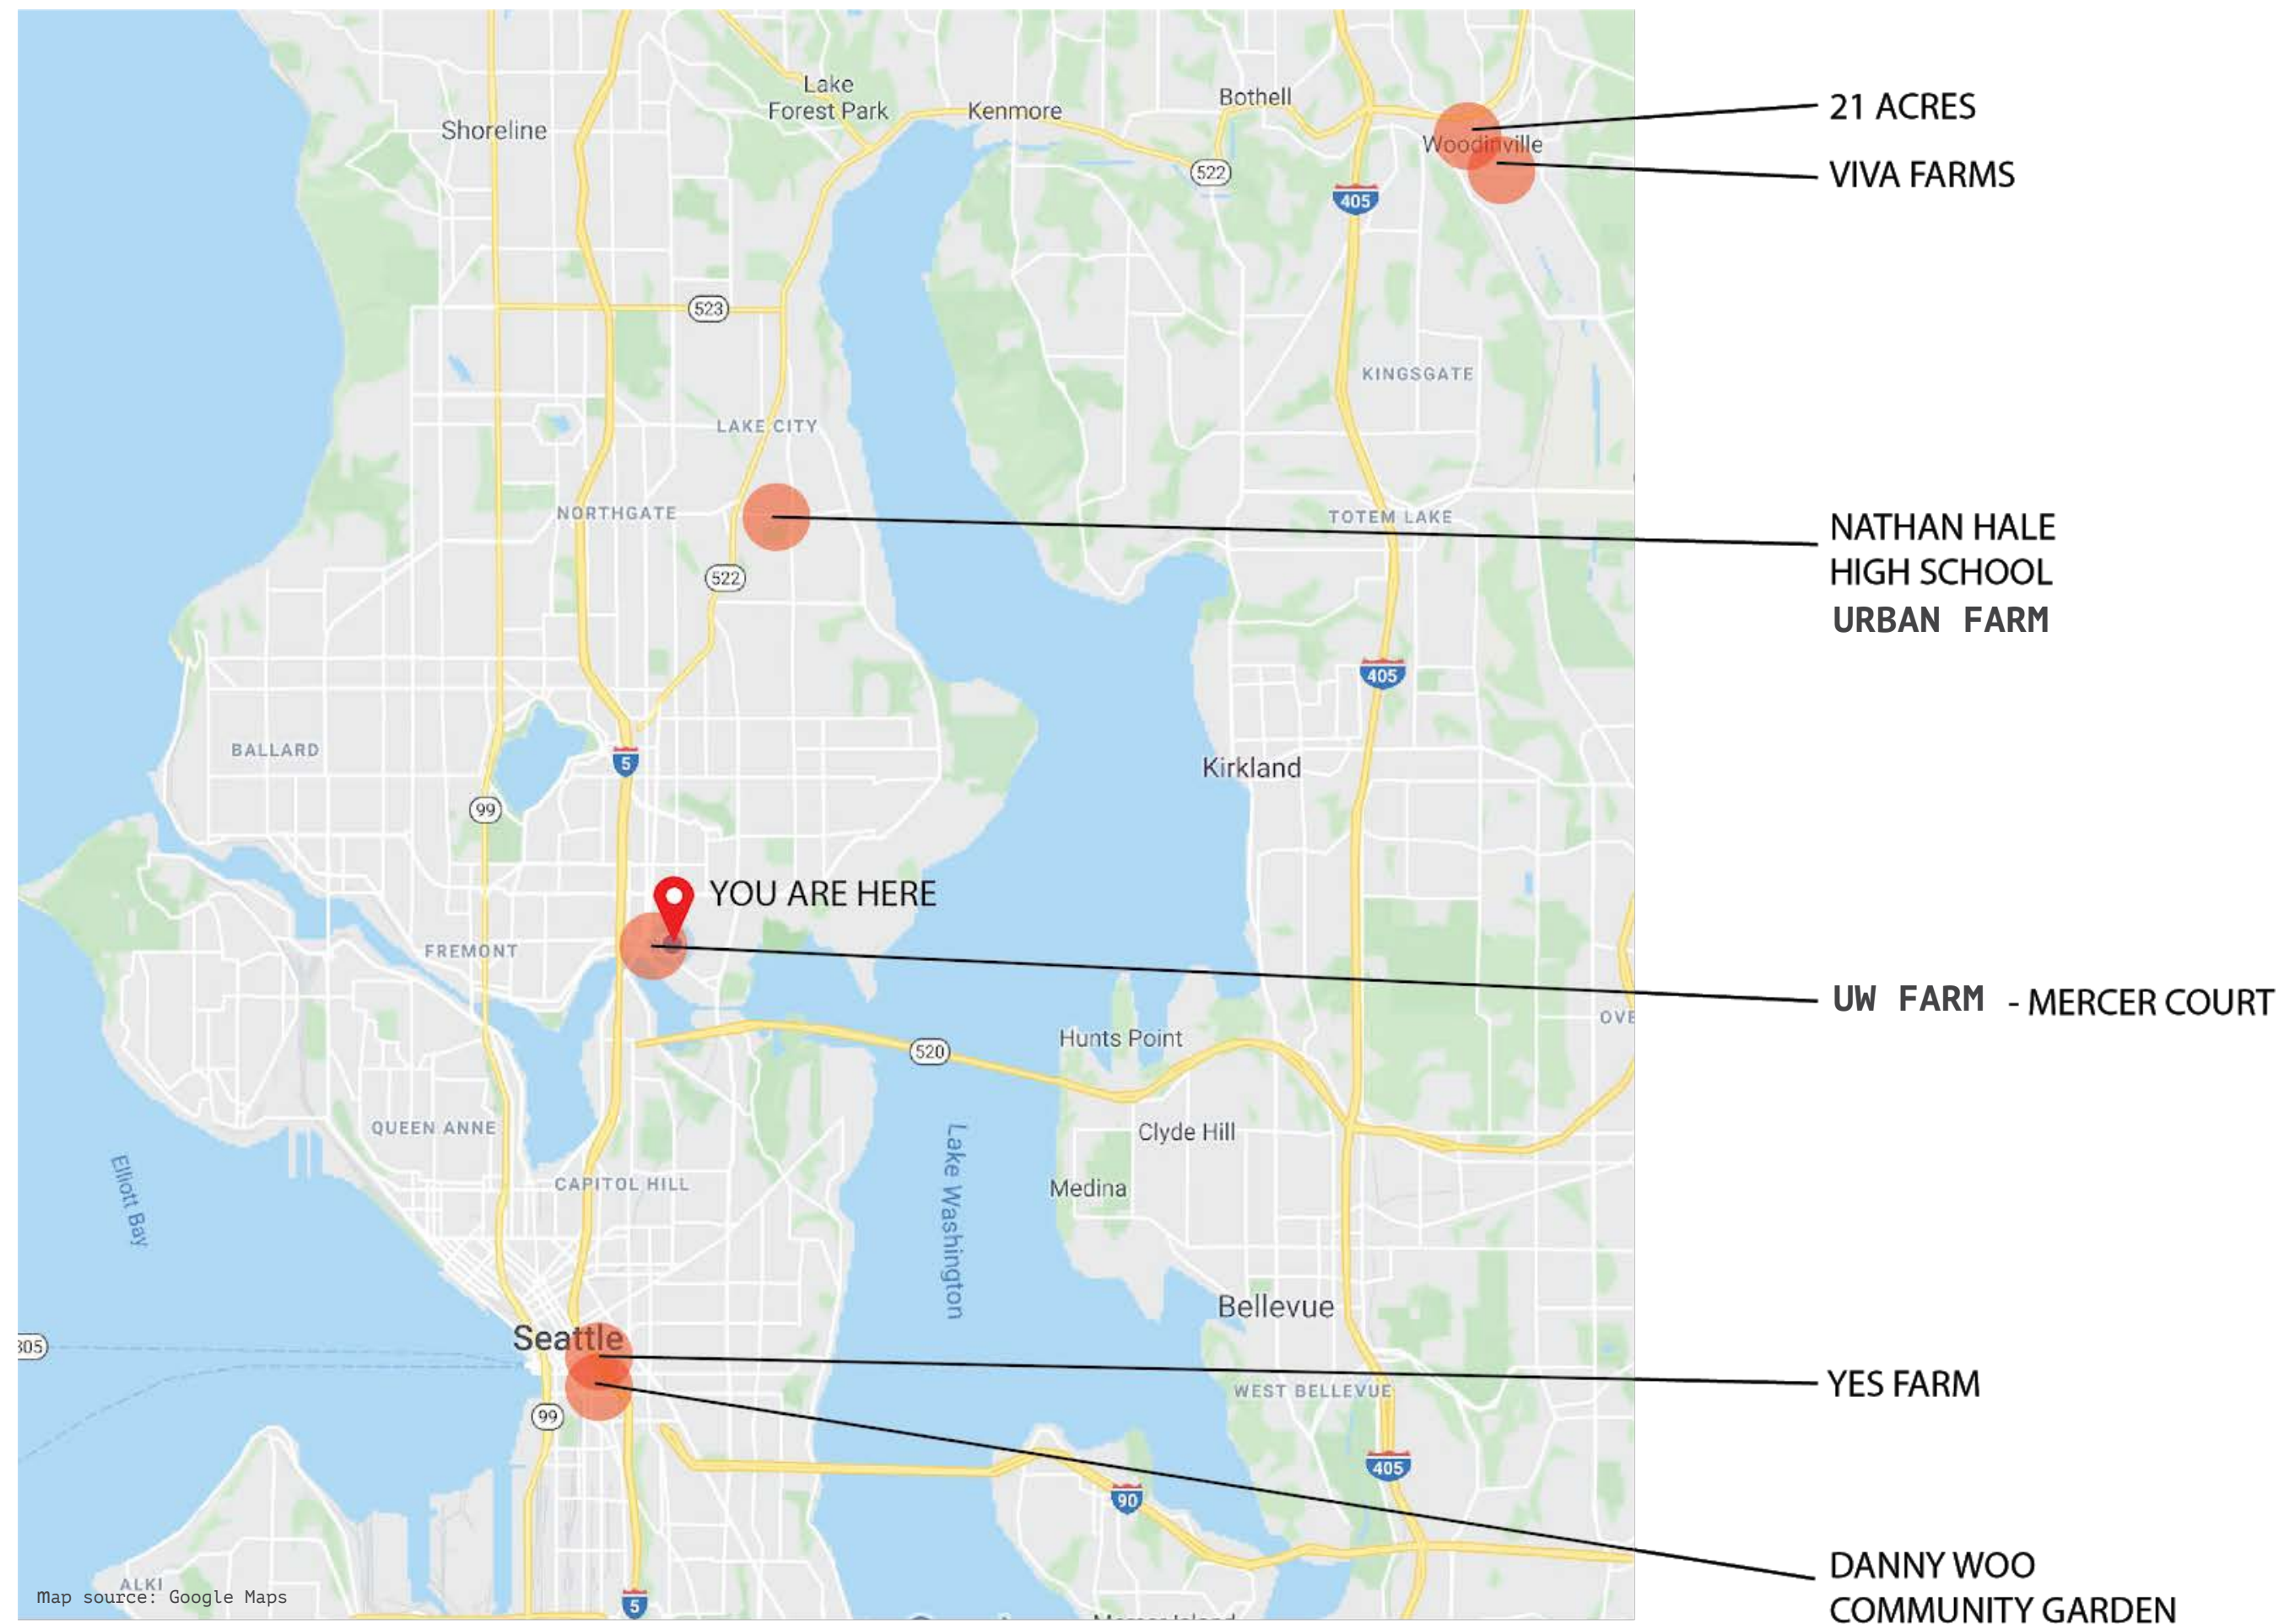 Lake
Forest Park
Kenmore
Bothell
Shoreline
21 ACRES
Woodinville
VIVA FARMS
522
405
523
KINGSGATE
LAKE CITY
NORTHGATE
TOTEM LAKE
NATHAN HALE
HIGH SCHOOL
URBAN FARM
522
405
BALLARD
5
Kirkland
99
YOU ARE HERE
FREMONT
UW FARM - MERCER COURT
OVE
Hunts Point
520
QUEEN ANNE
Clyde Hill
Elliott Bay
CAPITOL HILL
Medina
Lake Washington
Bellevue
Seattle
305
YES FARM
WEST BELLEVUE
99
405
90
DANNY WOO
COMMUNITY GARDEN
ALKI
Map source: Google Maps
5